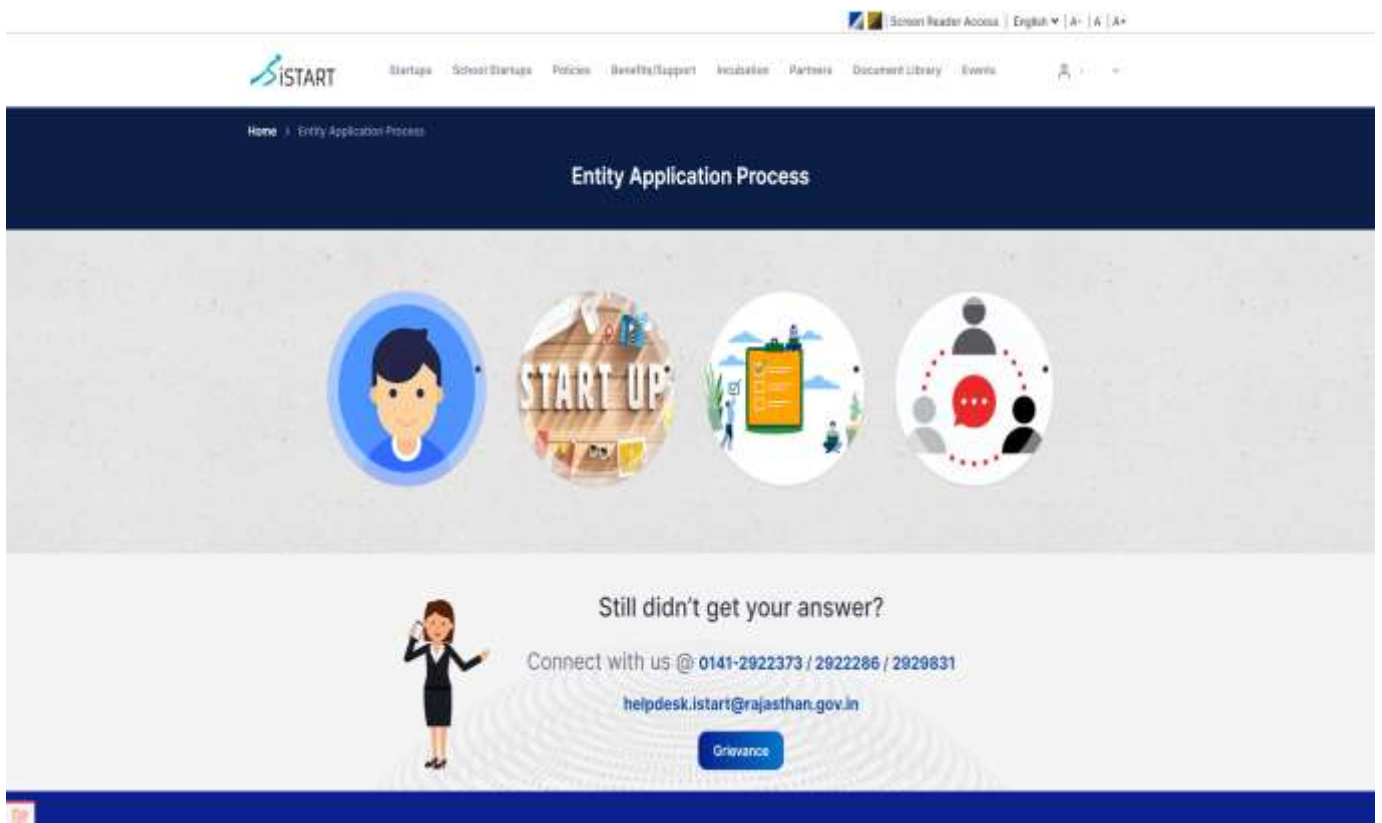 Screen Reader Access | English | A- | A | A+
iSTART
Startups School Startups Policies Benefits/Support Incubation Partners Document Library Events
Home Entity Application Process
Entity Application Process
START UP
Still didn't get your answer?
Connect with us @ 0141-2922373 / 2922286 / 2929831
helpdesk.istart@rajasthan.gov.in
Grievance